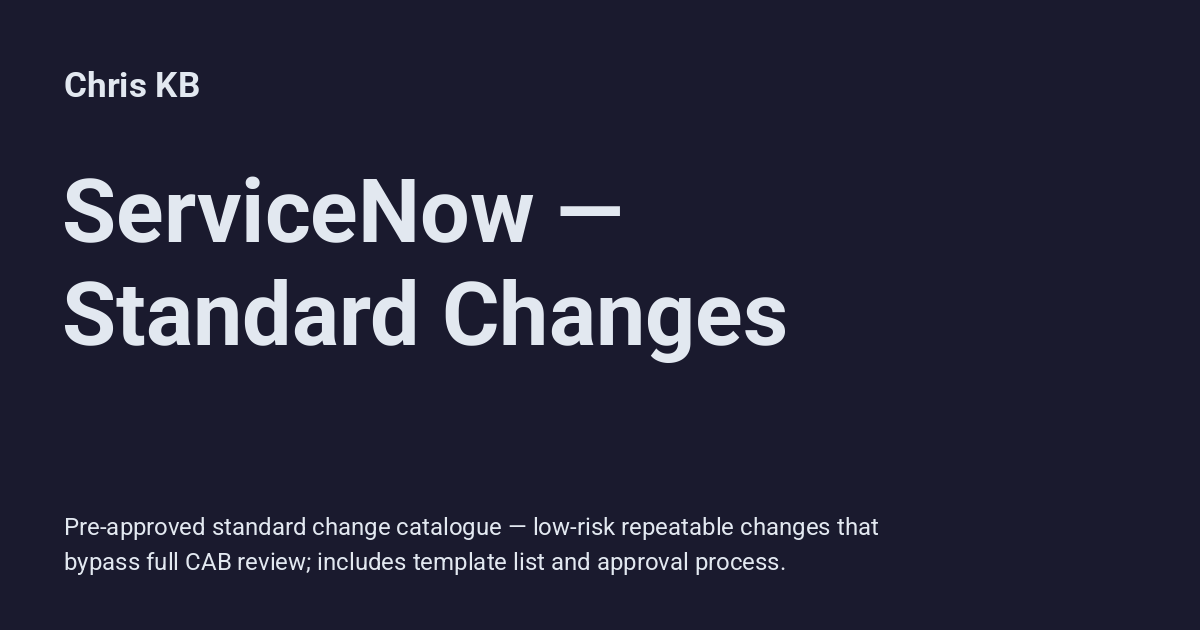 Chris KB
ServiceNow —
Standard Changes
Pre-approved standard change catalogue — low-risk repeatable changes that
bypass full CAB review; includes template list and approval process.